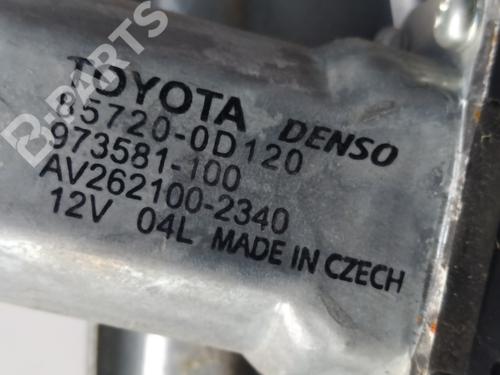 TOYOTA
85720-0D120 DENSO
973581-100
AV262100-2340
12V 04L MADE IN CZECH
B-PARTS